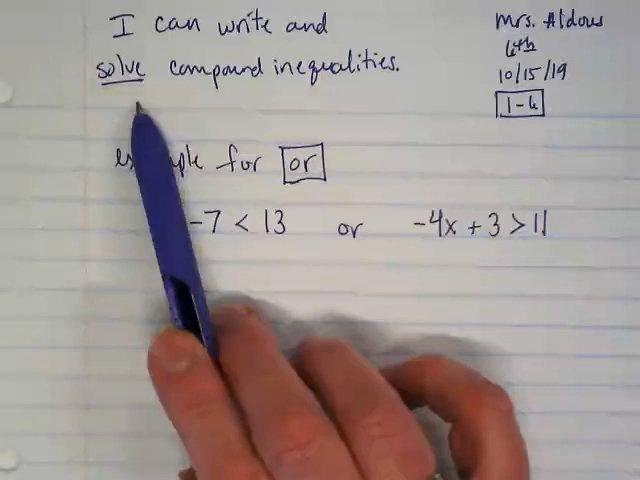 I can write and
solve compound inequalities.
Mrs. Aldous
6th
10/15/19
1-6
for or
-7 < 13 or -4x + 3 > 11